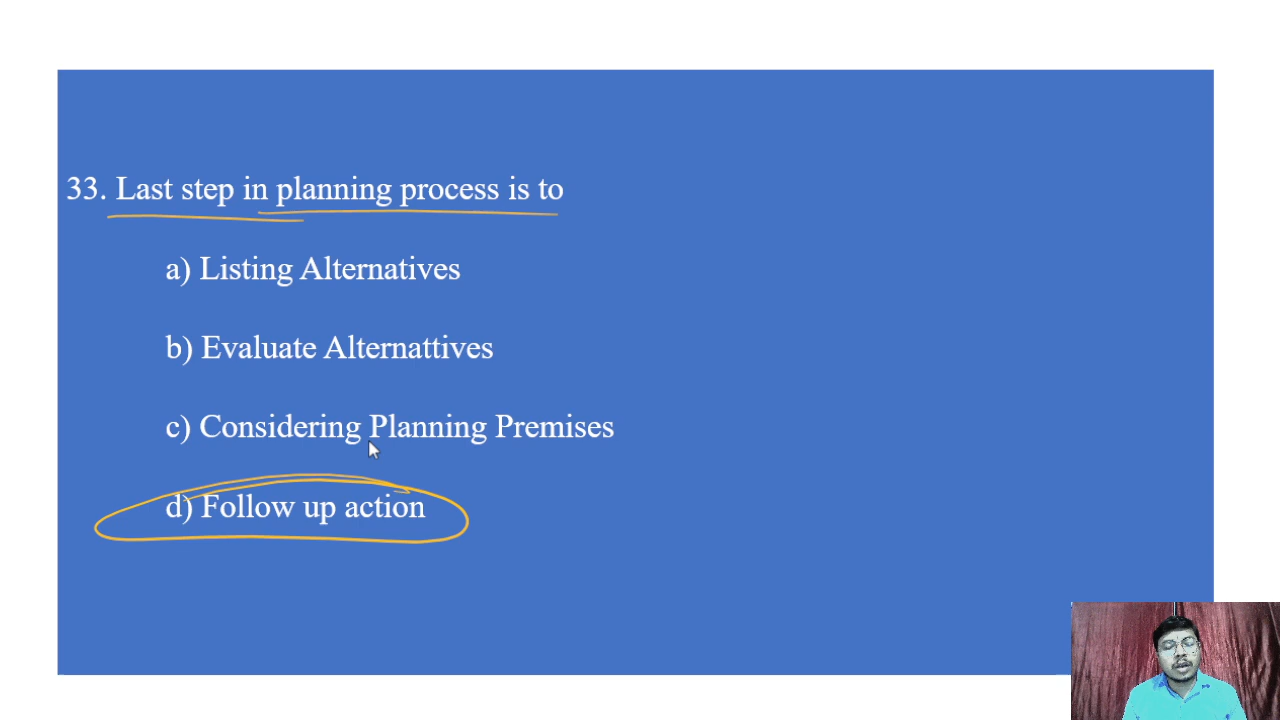 33. Last step in planning process is to
a) Listing Alternatives
b) Evaluate Alternattives
c) Considering Planning Premises
d) Follow up action